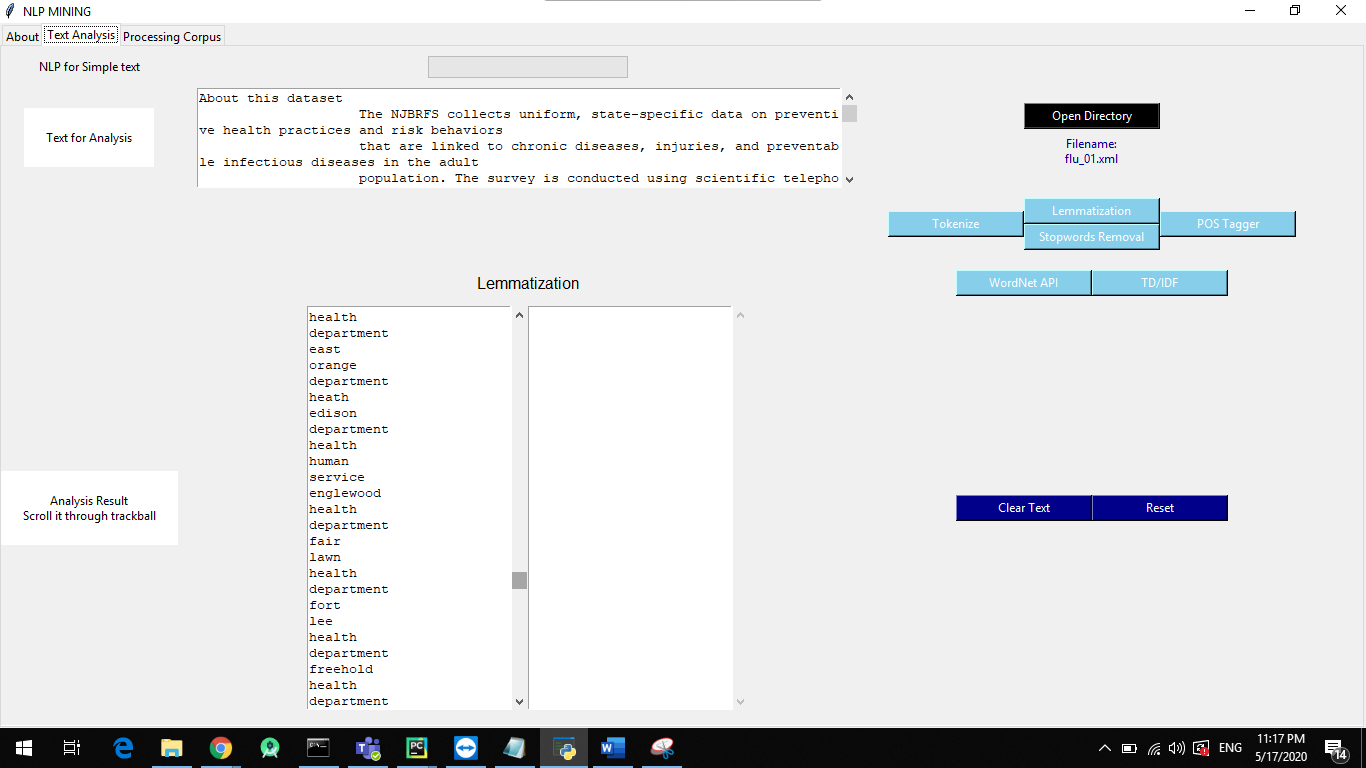 NLP MINING
About
Text Analysis
Processing Corpus
NLP for Simple text
Text for Analysis
About this dataset
The NJBRFS collects uniform, state-specific data on preventi
ve health practices and risk behaviors
that are linked to chronic diseases, injuries, and preventab
le infectious diseases in the adult
population. The survey is conducted using scientific telepho
Open Directory
Filename:
flu_01.xml
Tokenize
Lemmatization
Stopwords Removal
POS Tagger
WordNet API
TD/IDF
Lemmatization
health
department
east
orange
department
heath
edison
department
health
human
service
englewood
health
department
fair
lawn
health
department
fort
lee
health
department
freehold
health
department
Analysis Result
Scroll it through trackball
Clear Text
Reset
ENG
11:17 PM
5/17/2020
14